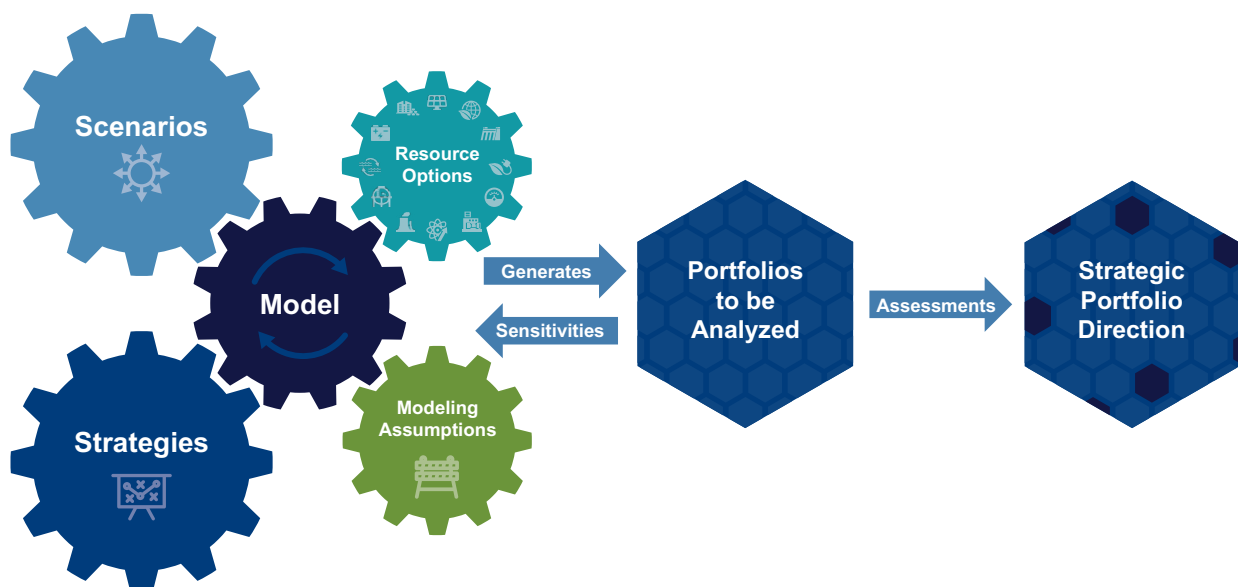 Scenarios
Resource
Options
Model
Strategies
Modeling
Assumptions
Generates
Sensitivities
Portfolios
to be
Analyzed
Assessments
Strategic
Portfolio
Direction